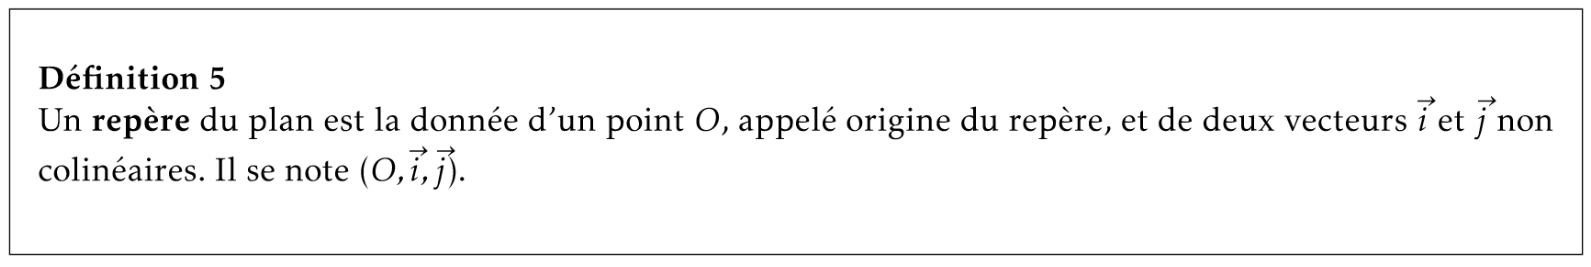 Définition 5
Un repère du plan est la donnée d'un point O, appelé origine du repère, et de deux vecteurs $\vec{i}$ et $\vec{j}$ non
colinéaires. Il se note $(O,\vec{i},\vec{j})$.